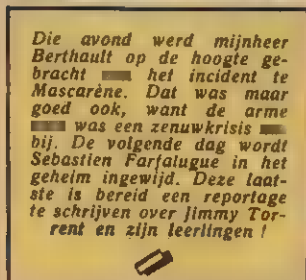 Die avond werd mijnheer
Berthault op de hoogte ge-
bracht het incident te
Mascarène. Dat was maar
goed ook, want de arme
was een zenuwkrisis
bij. De volgende dag wordt
Sebastien Farfalugue in het
geheim ingewijd. Deze laat-
ste is bereid een reportage
te schrijven over Jimmy Tor-
rent en zijn leerlingen !